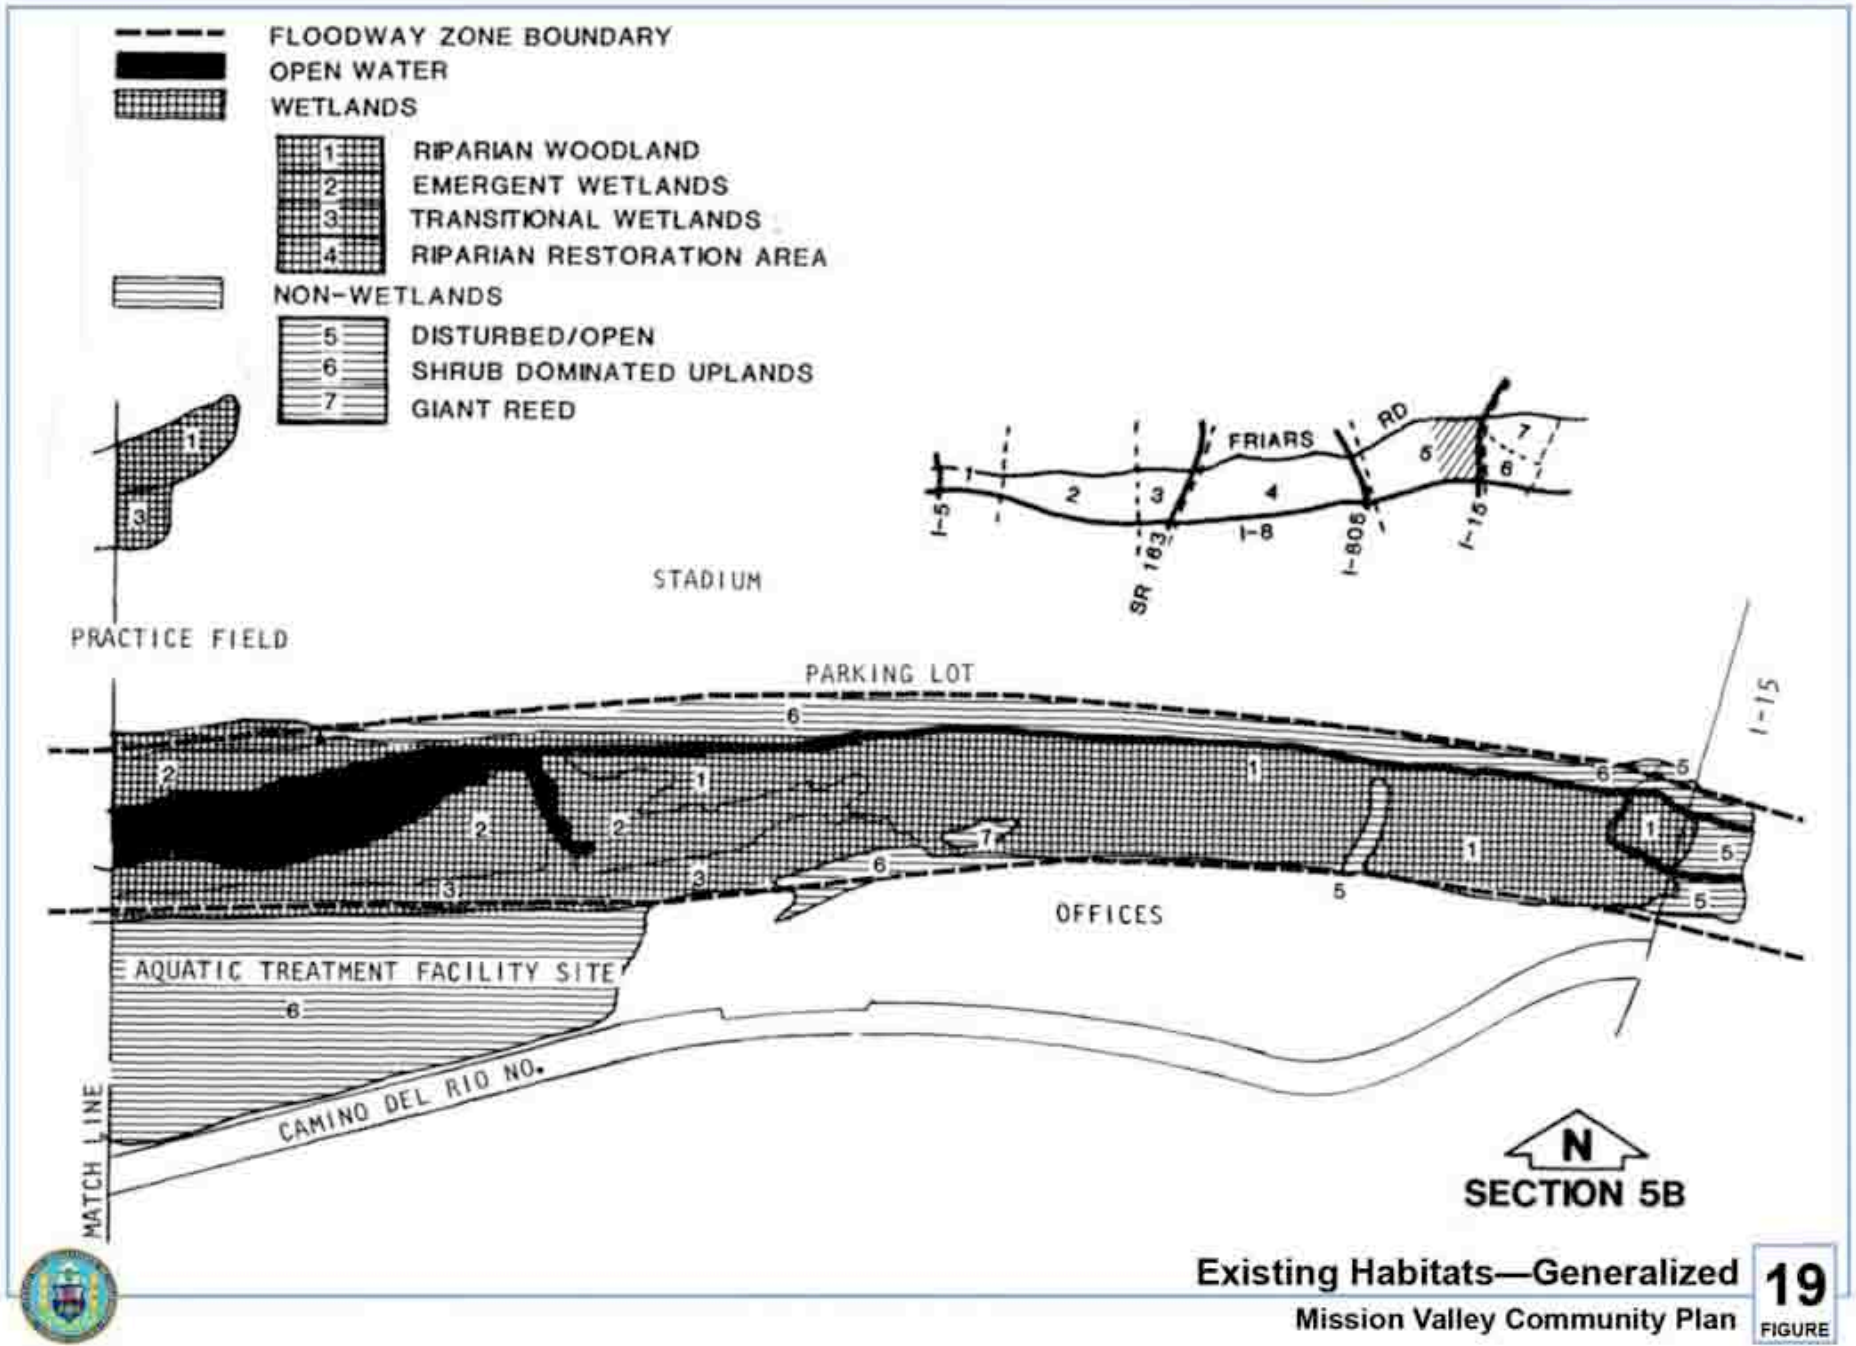 FLOODWAY ZONE BOUNDARY
OPEN WATER
WETLANDS
1 RIPARIAN WOODLAND
2 EMERGENT WETLANDS
3 TRANSITIONAL WETLANDS
4 RIPARIAN RESTORATION AREA
NON-WETLANDS
5 DISTURBED/OPEN
6 SHRUB DOMINATED UPLANDS
7 GIANT REED
1
3
FRIARS RD
1
2
3
4
5
6
7
I-5
SR 163
I-8
I-805
I-15
STADIUM
PRACTICE FIELD
PARKING LOT
I-15
6
2
1
1
6
5
2
2
7
1
1
5
3
3
6
5
5
OFFICES
AQUATIC TREATMENT FACILITY SITE
6
CAMINO DEL RIO NO.
MATCH LINE
N
SECTION 5B
Existing Habitats—Generalized
Mission Valley Community Plan
19
FIGURE